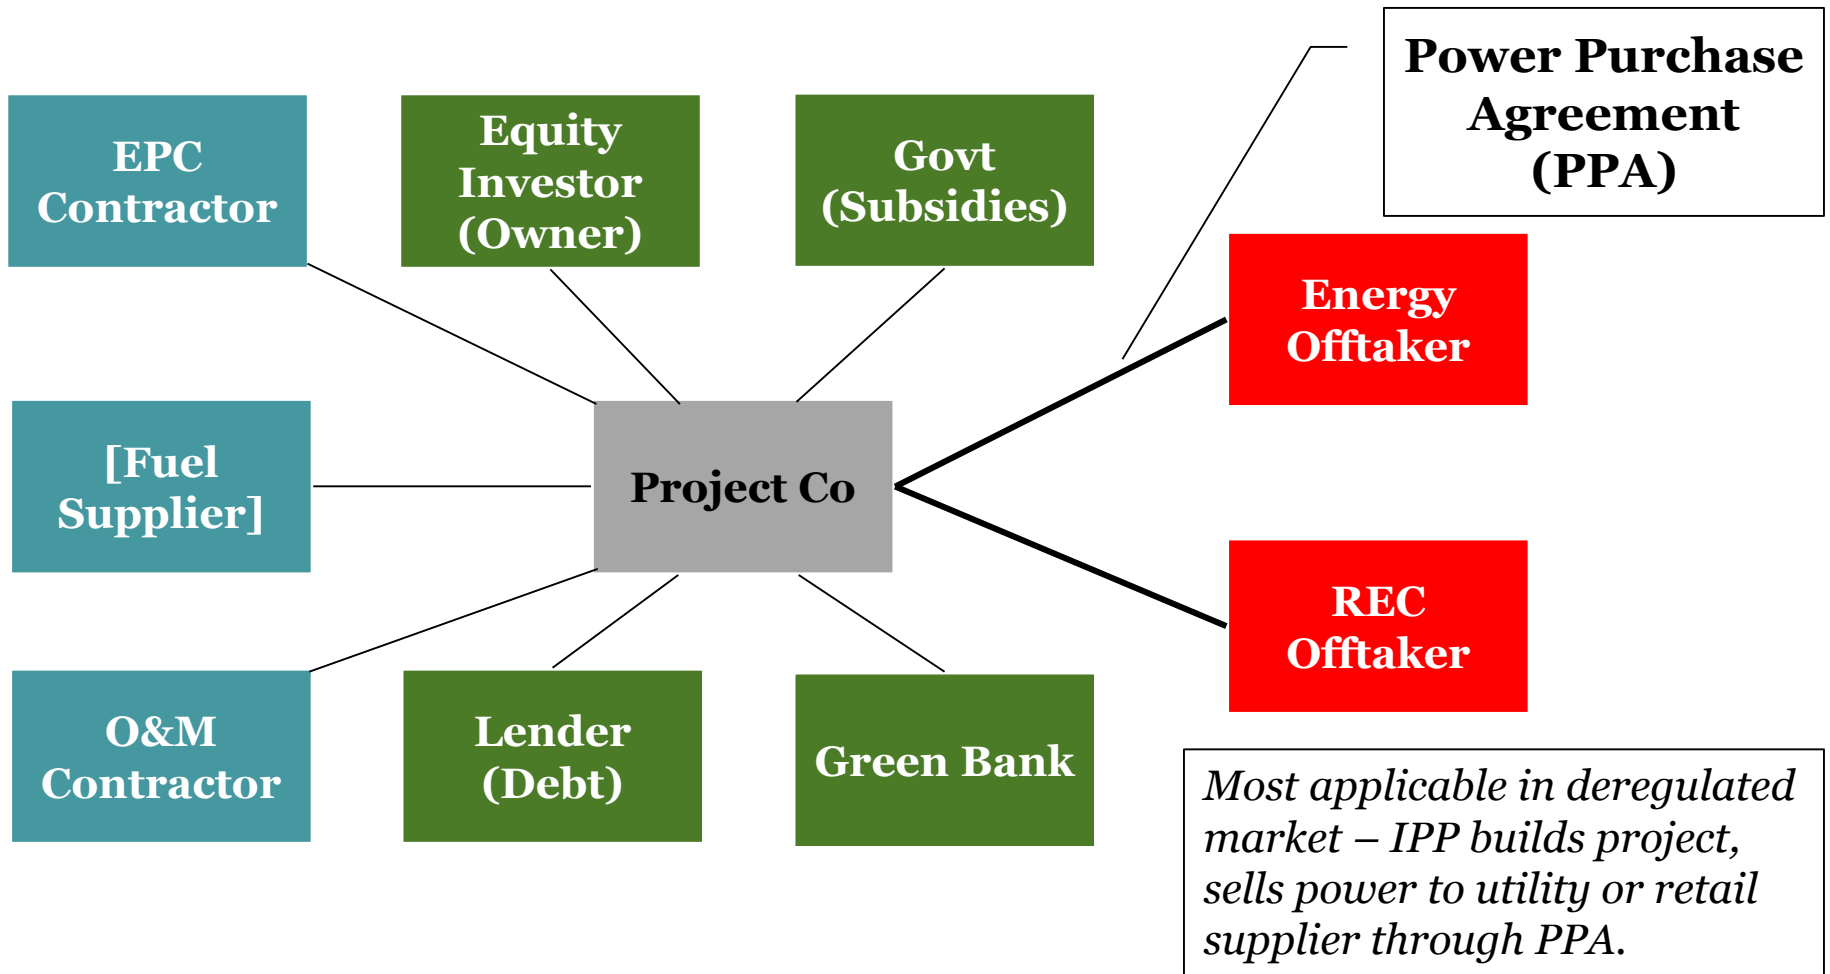 Power Purchase
Agreement
(PPA)
EPC
Contractor
Equity
Investor
(Owner)
Govt
(Subsidies)
Energy
Offtaker
[Fuel
Supplier]
Project Co
REC
Offtaker
O&M
Contractor
Lender
(Debt)
Green Bank
Most applicable in deregulated
market – IPP builds project,
sells power to utility or retail
supplier through PPA.